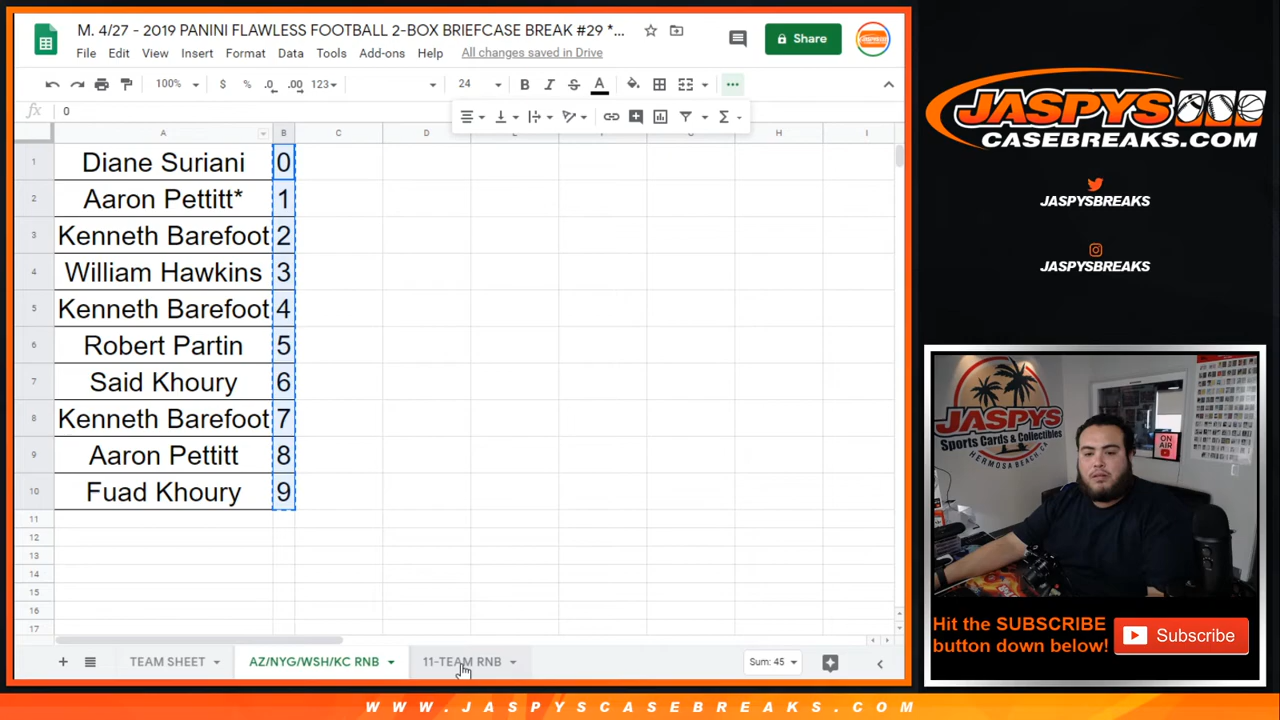 M. 4/27 - 2019 PANINI FLAWLESS FOOTBALL 2-BOX BRIEFCASE BREAK #29 *...
Share
File Edit View Insert Format Data Tools Add-ons Help All changes saved in Drive
100% $ % .0 .00 123 24 B I S A
fx 0
A B C D H I
1 Diane Suriani 0
2 Aaron Pettitt* 1
3 Kenneth Barefoot 2
4 William Hawkins 3
5 Kenneth Barefoot 4
6 Robert Partin 5
7 Said Khoury 6
8 Kenneth Barefoot 7
9 Aaron Pettitt 8
10 Fuad Khoury 9
11
12
13
14
15
16
17
TEAM SHEET AZ/NYG/WSH/KC RNB 11-TEAM RNB Sum: 45
JASPYS
CASEBREAKS.COM
JASPYSBREAKS
JASPYSBREAKS
JASPYS
Sports Cards & Collectibles
HERMOSA BEACH, CA
ON AIR
Hit the SUBSCRIBE button down below!
Subscribe
WWW.JASPYSCASEBREAKS.COM